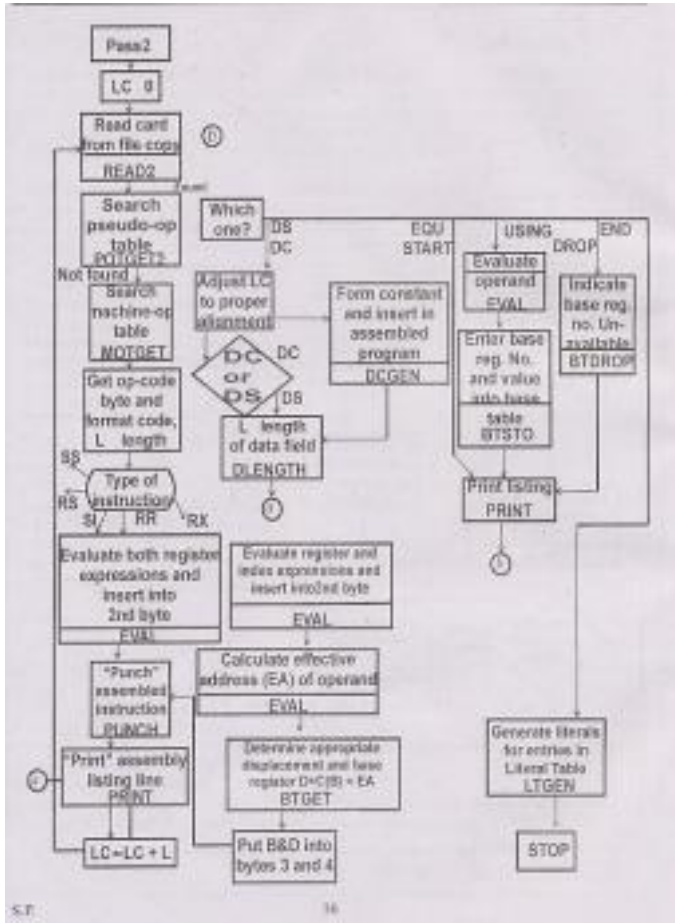 Pass2
LC 0
Read card
from file copy
READ2
Found
Search
pseudo-op
table
POTGET2
Not found
Search
machine-op
table
MOTGET
Get op-code
byte and
format code,
L length
Type of
instruction
SS
RS
SI
RR
RX
Evaluate both register
expressions and
insert into
2nd byte
EVAL
"Punch"
assembled
instruction
PUNCH
"Print" assembly
listing line
PRINT
LC←LC + L
Which
one?
DS
DC
EQU
START
USING
DROP
END
Adjust LC
to proper
alignment
DC
or
DS
DC
DS
L length
of data field
DLENGTH
Form constant
and insert in
assembled
program
DCGEN
Evaluate
operand
EVAL
Enter base
reg. No.
and value
into base
table
BTSTO
Indicate
base reg.
no. Un-
available
BTDROP
Print listing
PRINT
Evaluate register and
index expressions and
insert into2nd byte
EVAL
Calculate effective
address (EA) of operand
EVAL
Determine appropriate
displacement and base
register D+C(B) = EA
BTGET
Put B&D into
bytes 3 and 4
Generate literals
for entries in
Literal Table
LTGEN
STOP
S.P.